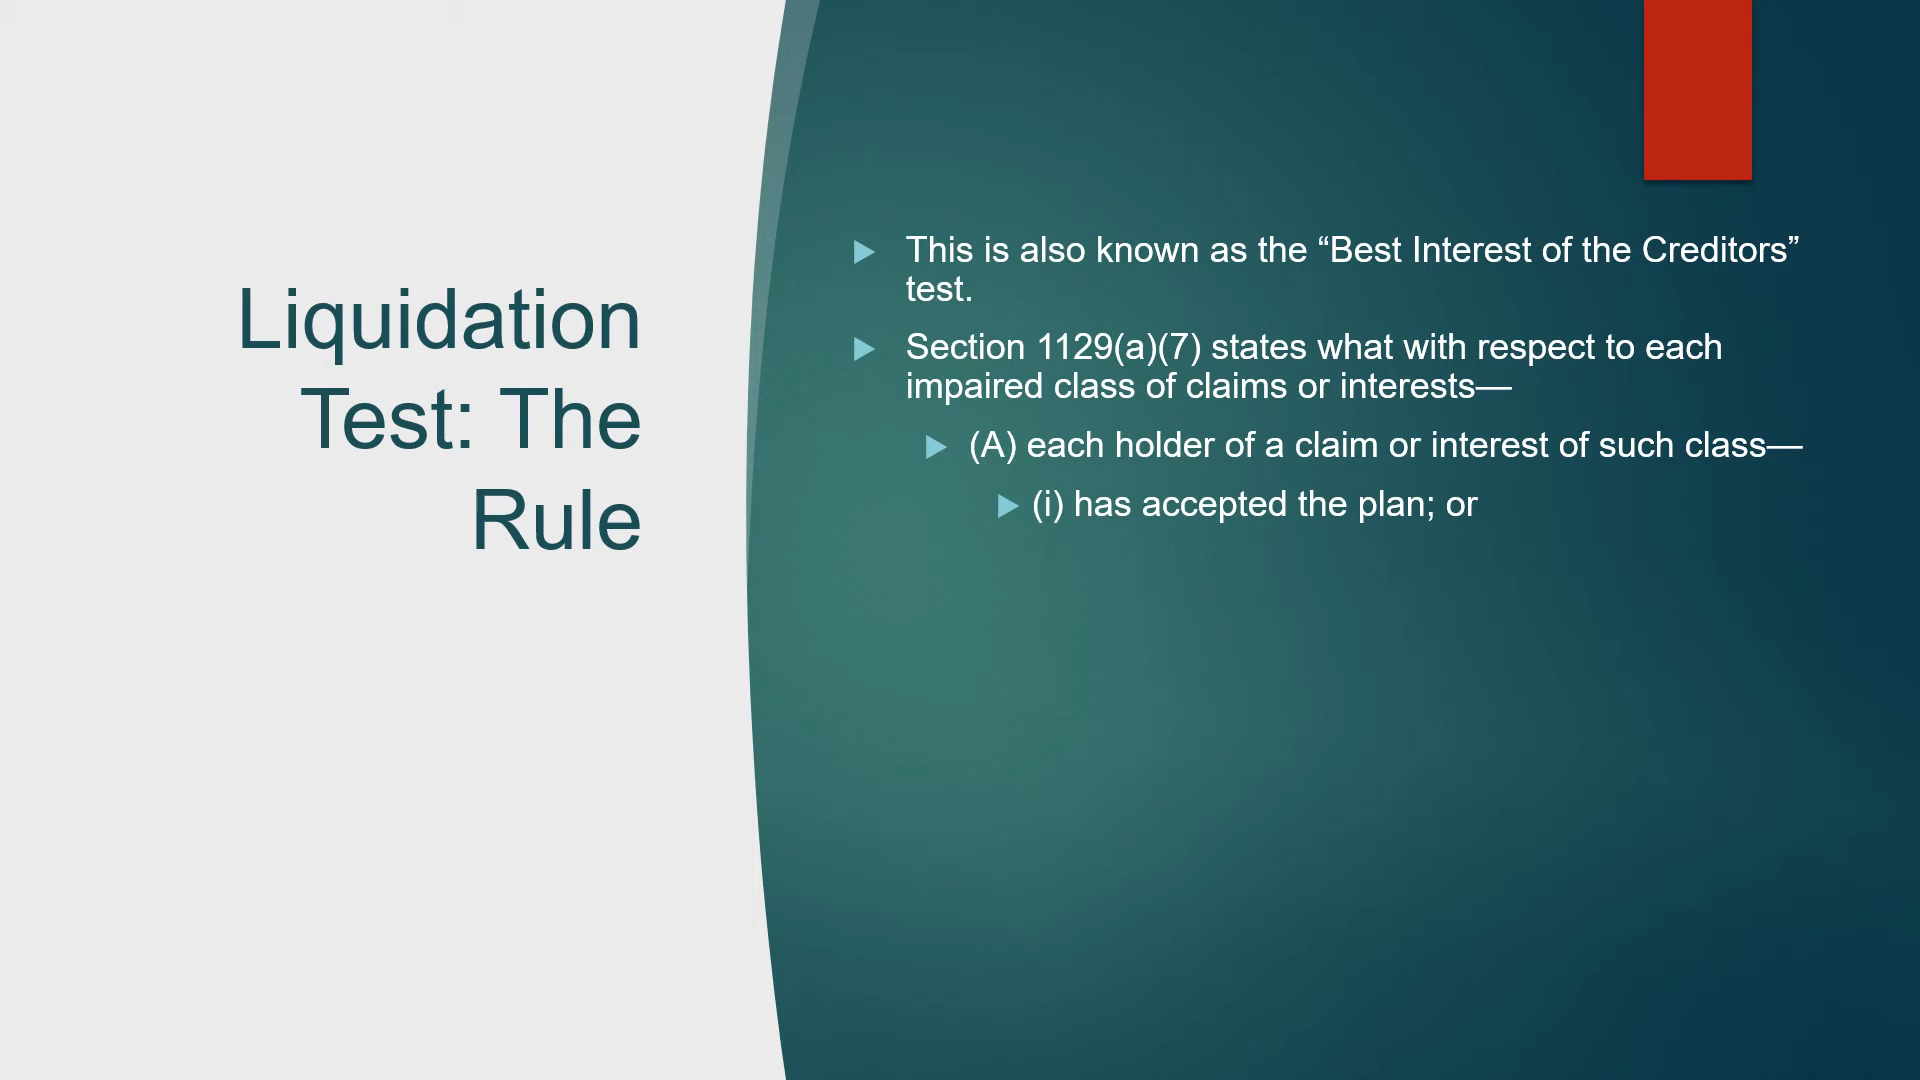 Liquidation
Test: The
Rule
This is also known as the “Best Interest of the Creditors”
test.
Section 1129(a)(7) states what with respect to each
impaired class of claims or interests—
(A) each holder of a claim or interest of such class—
(i) has accepted the plan; or